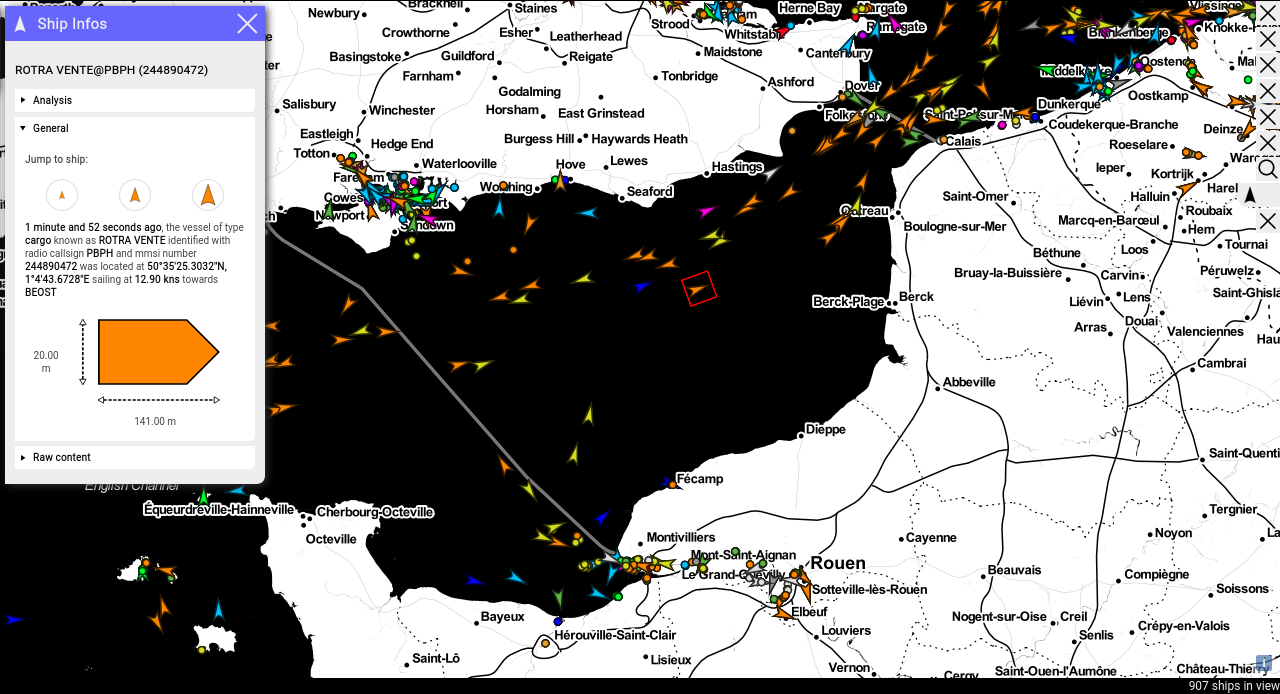 Ship Infos
ROTRA VENTE@PBPH (244890472)
Analysis
General
Jump to ship:
1 minute and 52 seconds ago, the vessel of type
cargo known as ROTRA VENTE identified with
radio callsign PBPH and mmsi number
244890472 was located at 50°35'25.3032"N,
1°4'43.6728"E sailing at 12.90 kns towards
BEOST
20.00
m
141.00 m
Raw content
Newbury
Bracknell
Staines
Crowthorne
Esher
Leatherhead
Basingstoke
Guildford
Reigate
Farnham
Godalming
Tonbridge
Salisbury
Winchester
Horsham
East Grinstead
Eastleigh
Hedge End
Burgess Hill
Haywards Heath
Totton
Waterlooville
Hove
Lewes
Fareham
Cowes
Worthing
Seaford
Newport
Sandown
Hastings
Strood
Herne Bay
Margate
Whitstable
Ramsgate
Maidstone
Canterbury
Ashford
Dover
Folkestone
Vlissingen
Blankenberge
Knokke-H
Middelkerke
Oostende
Mal
Dunkerque
Oostkamp
Saint-Pol-sur-Mer
Coudekerque-Branche
Deinze
Calais
Roeselare
Ieper
Kortrijk
Ware
Saint-Omer
Halluin
Harel
Outreau
Marcq-en-Barœul
Roubaix
Boulogne-sur-Mer
Hem
Loos
Tournai
Béthune
Bruay-la-Buissière
Carvin
Péruwelz
Berck-Plage
Berck
Liévin
Lens
Saint-Ghisla
Arras
Douai
Valenciennes
Hau
Cambrai
Abbeville
Dieppe
Saint-Quenti
English Channel
Fécamp
Équeurdreville-Hainneville
Cherbourg-Octeville
Octeville
Tergnier
Montvilliers
Cayenne
Noyon
La
Mont-Saint-Aignan
Rouen
Le Grand-Quevilly
Beauvais
Compiègne
Sotteville-lès-Rouen
Soissons
Elbeuf
Bayeux
Nogent-sur-Oise
Creil
Crépy-en-Valois
Hérouville-Saint-Clair
Louviers
Senlis
Saint-Lô
Lisieux
Vernon
Cergy
Saint-Ouen-l'Aumône
Château-Thierry
907 ships in view